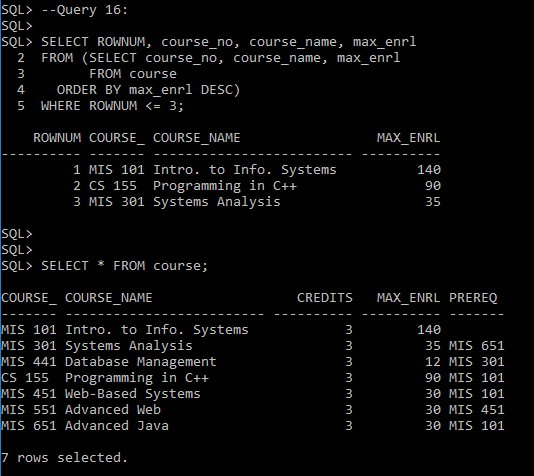 SQL> --Query 16:
SQL>
SQL> SELECT ROWNUM, course_no, course_name, max_enrl
  2  FROM (SELECT course_no, course_name, max_enrl
  3        FROM course
  4    ORDER BY max_enrl DESC)
  5  WHERE ROWNUM <= 3;

    ROWNUM COURSE_ COURSE_NAME                 MAX_ENRL
---------- ------- ------------------------- ----------
         1 MIS 101 Intro. to Info. Systems          140
         2 CS 155  Programming in C++                90
         3 MIS 301 Systems Analysis                  35

SQL>
SQL>
SQL> SELECT * FROM course;

COURSE_ COURSE_NAME                  CREDITS   MAX_ENRL PREREQ
------- ------------------------- ---------- ---------- -------
MIS 101 Intro. to Info. Systems            3        140
MIS 301 Systems Analysis                   3         35 MIS 651
MIS 441 Database Management                3         12 MIS 301
CS 155  Programming in C++                 3         90 MIS 101
MIS 451 Web-Based Systems                  3         30 MIS 101
MIS 551 Advanced Web                       3         30 MIS 451
MIS 651 Advanced Java                      3         30 MIS 101

7 rows selected.